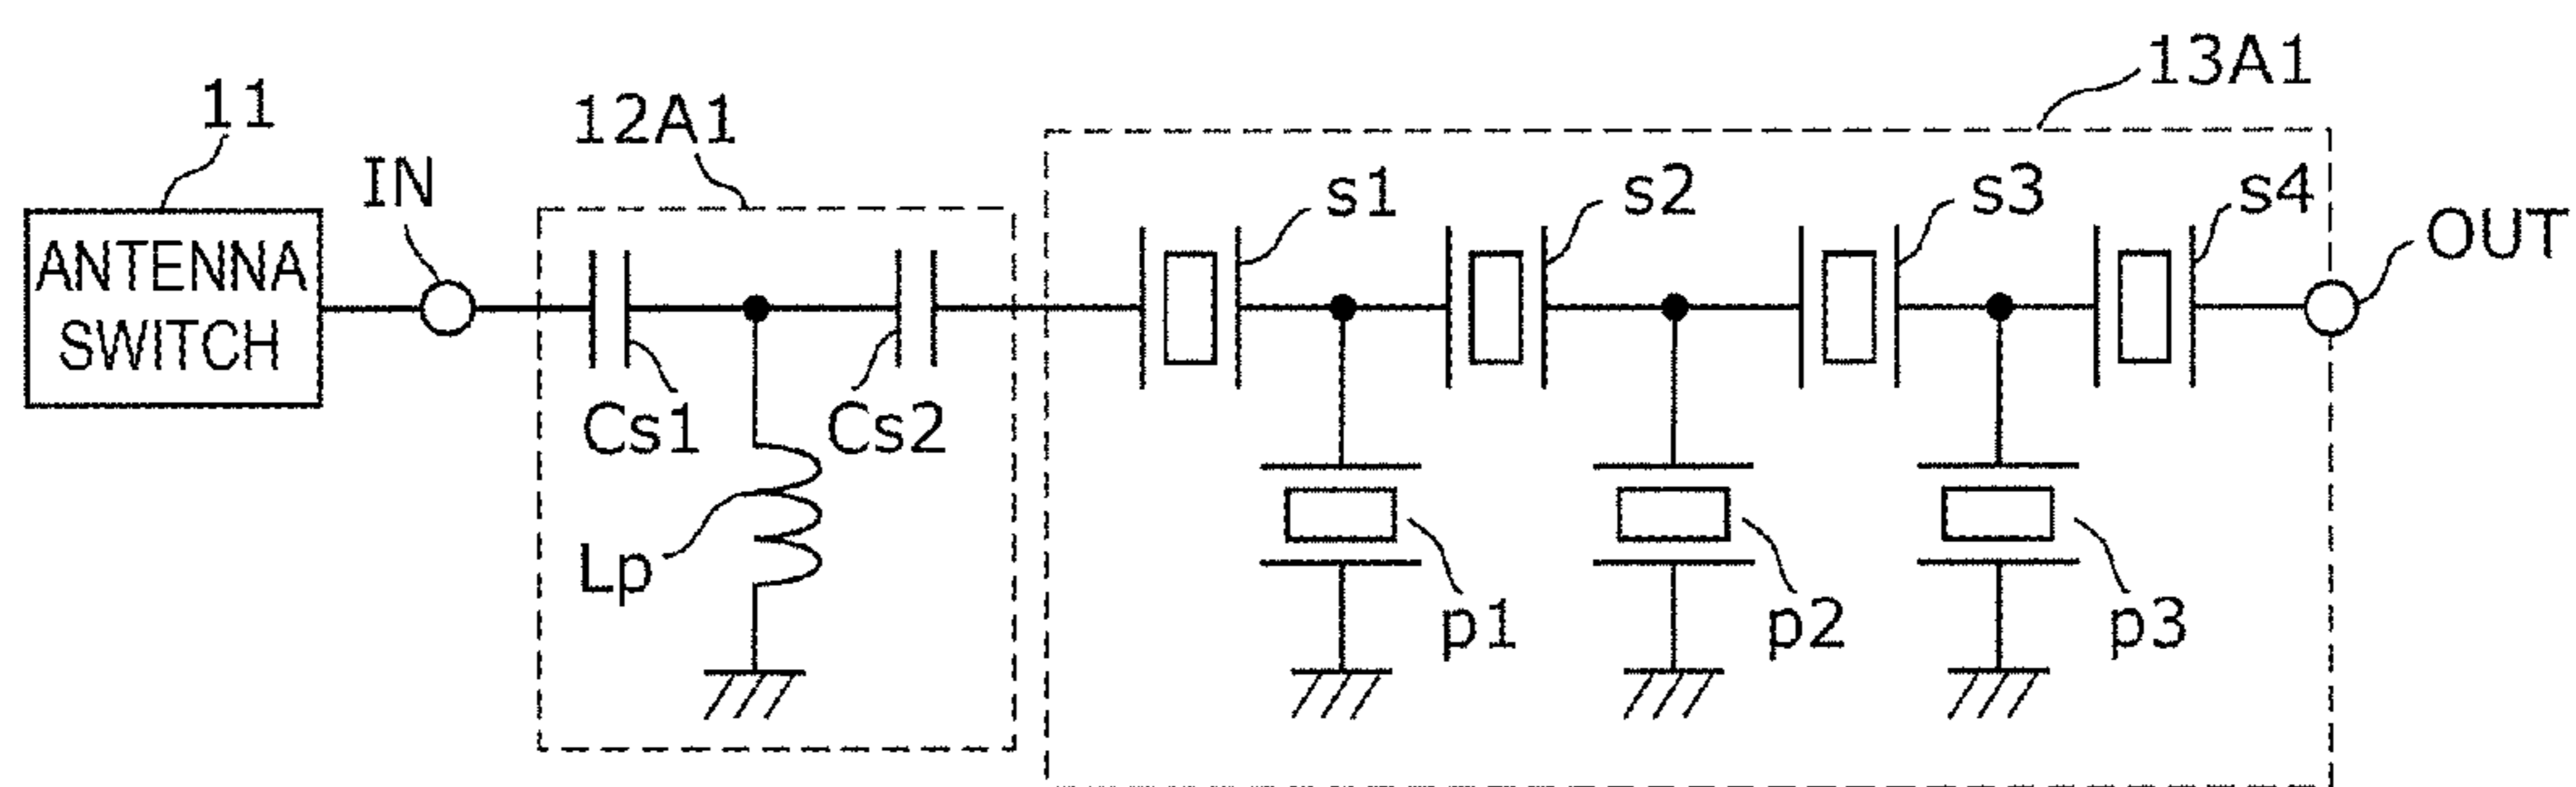 13A1
11
12A1
IN
s1
s2
s3
s4
OUT
ANTENNA
SWITCH
Cs1
Cs2
Lp
p1
p2
p3